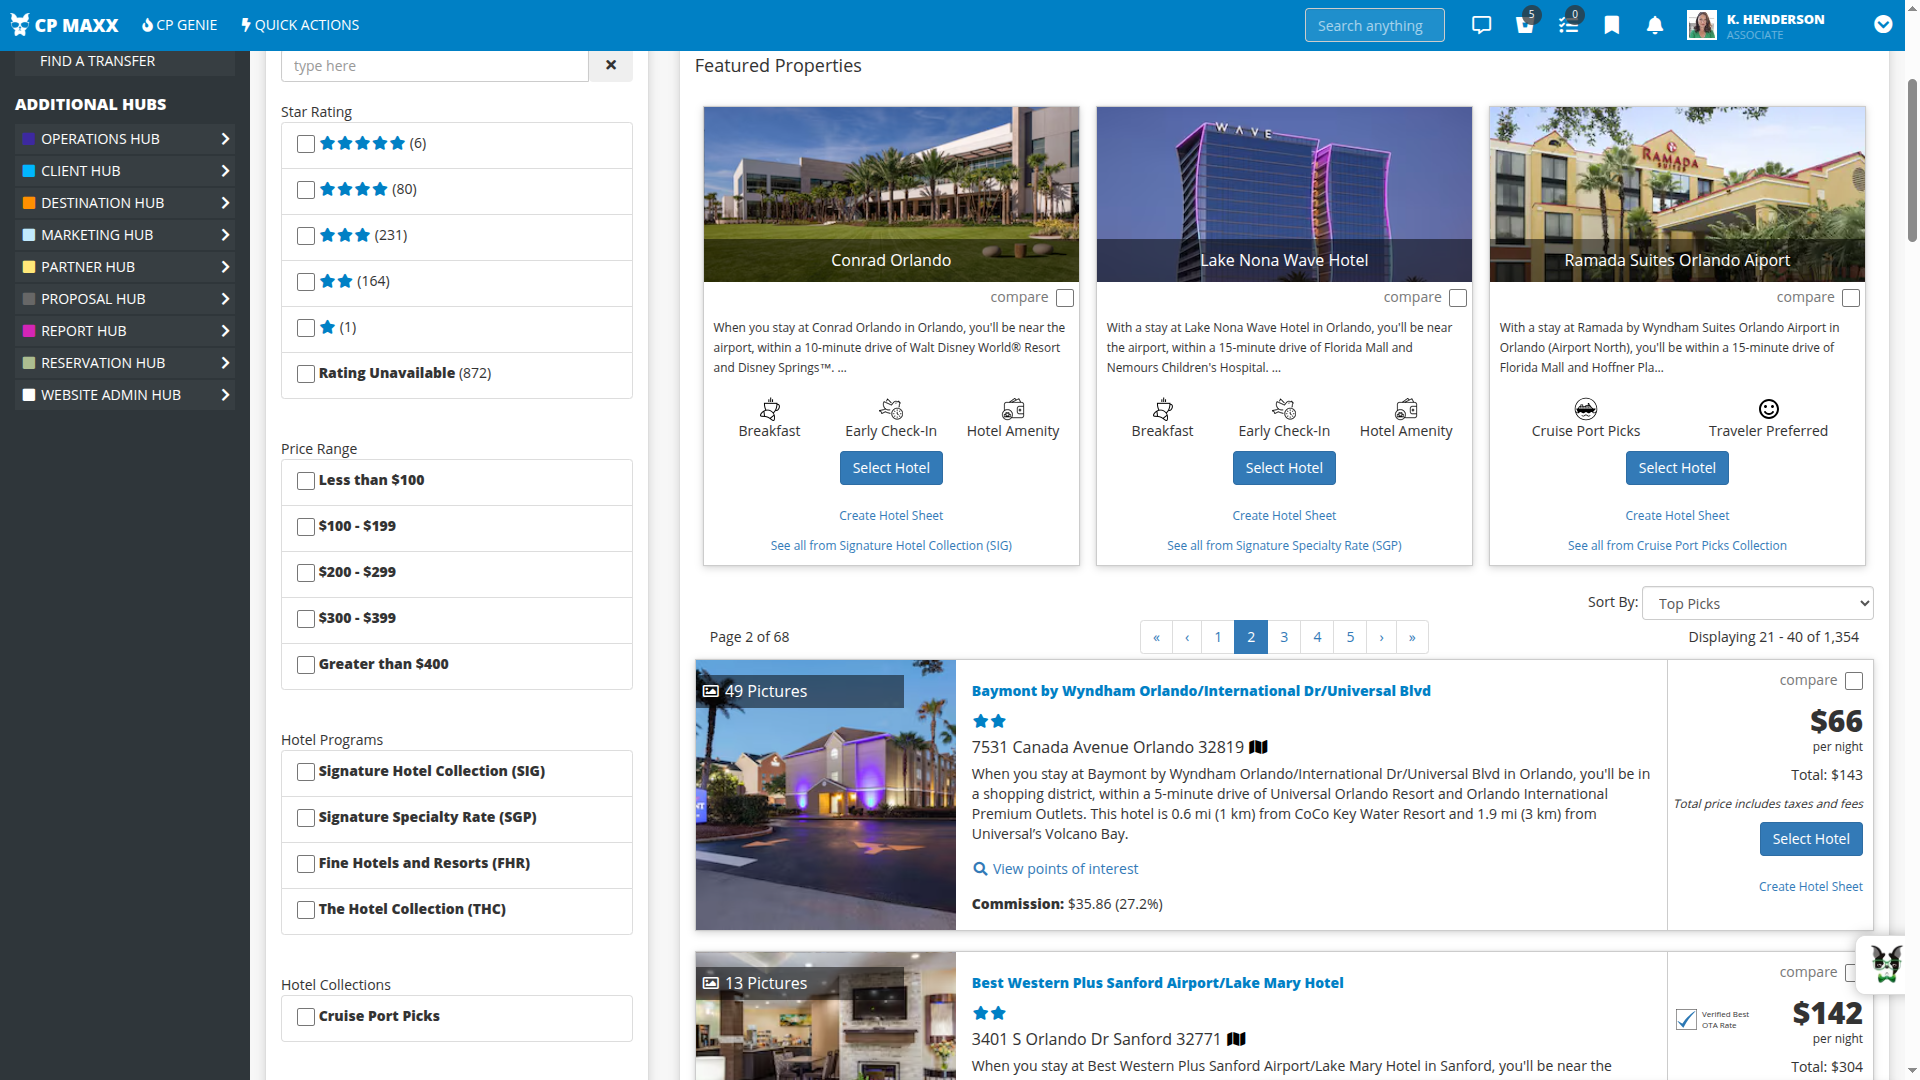 CP MAXX
CP GENIE
QUICK ACTIONS
Search anything
5
0
K. HENDERSON
ASSOCIATE
FIND A TRANSFER
ADDITIONAL HUBS
OPERATIONS HUB
CLIENT HUB
DESTINATION HUB
MARKETING HUB
PARTNER HUB
PROPOSAL HUB
REPORT HUB
RESERVATION HUB
WEBSITE ADMIN HUB
type here
Star Rating
(6)
(80)
(231)
(164)
(1)
Rating Unavailable (872)
Price Range
Less than $100
$100 - $199
$200 - $299
$300 - $399
Greater than $400
Hotel Programs
Signature Hotel Collection (SIG)
Signature Specialty Rate (SGP)
Fine Hotels and Resorts (FHR)
The Hotel Collection (THC)
Hotel Collections
Cruise Port Picks
Featured Properties
Conrad Orlando
compare
When you stay at Conrad Orlando in Orlando, you'll be near the
airport, within a 10-minute drive of Walt Disney World® Resort
and Disney Springs™. ...
Breakfast
Early Check-In
Hotel Amenity
Select Hotel
Create Hotel Sheet
See all from Signature Hotel Collection (SIG)
WAVE
Lake Nona Wave Hotel
compare
With a stay at Lake Nona Wave Hotel in Orlando, you'll be near
the airport, within a 15-minute drive of Florida Mall and
Nemours Children's Hospital. ...
Breakfast
Early Check-In
Hotel Amenity
Select Hotel
Create Hotel Sheet
See all from Signature Specialty Rate (SGP)
RAMADA
SUITES
Ramada Suites Orlando Aiport
compare
With a stay at Ramada by Wyndham Suites Orlando Airport in
Orlando (Airport North), you'll be within a 15-minute drive of
Florida Mall and Hoffner Pla...
Cruise Port Picks
Traveler Preferred
Select Hotel
Create Hotel Sheet
See all from Cruise Port Picks Collection
Sort By:
Top Picks
Page 2 of 68
« ‹ 1 2 3 4 5 › »
Displaying 21 - 40 of 1,354
49 Pictures
Baymont by Wyndham Orlando/International Dr/Universal Blvd
7531 Canada Avenue Orlando 32819
When you stay at Baymont by Wyndham Orlando/International Dr/Universal Blvd in Orlando, you'll be in
a shopping district, within a 5-minute drive of Universal Orlando Resort and Orlando International
Premium Outlets. This hotel is 0.6 mi (1 km) from CoCo Key Water Resort and 1.9 mi (3 km) from
Universal’s Volcano Bay.
View points of interest
Commission: $35.86 (27.2%)
compare
$66
per night
Total: $143
Total price includes taxes and fees
Select Hotel
Create Hotel Sheet
13 Pictures
Best Western Plus Sanford Airport/Lake Mary Hotel
3401 S Orlando Dr Sanford 32771
When you stay at Best Western Plus Sanford Airport/Lake Mary Hotel in Sanford, you'll be near the
compare
Verified Best
OTA Rate
$142
per night
Total: $304